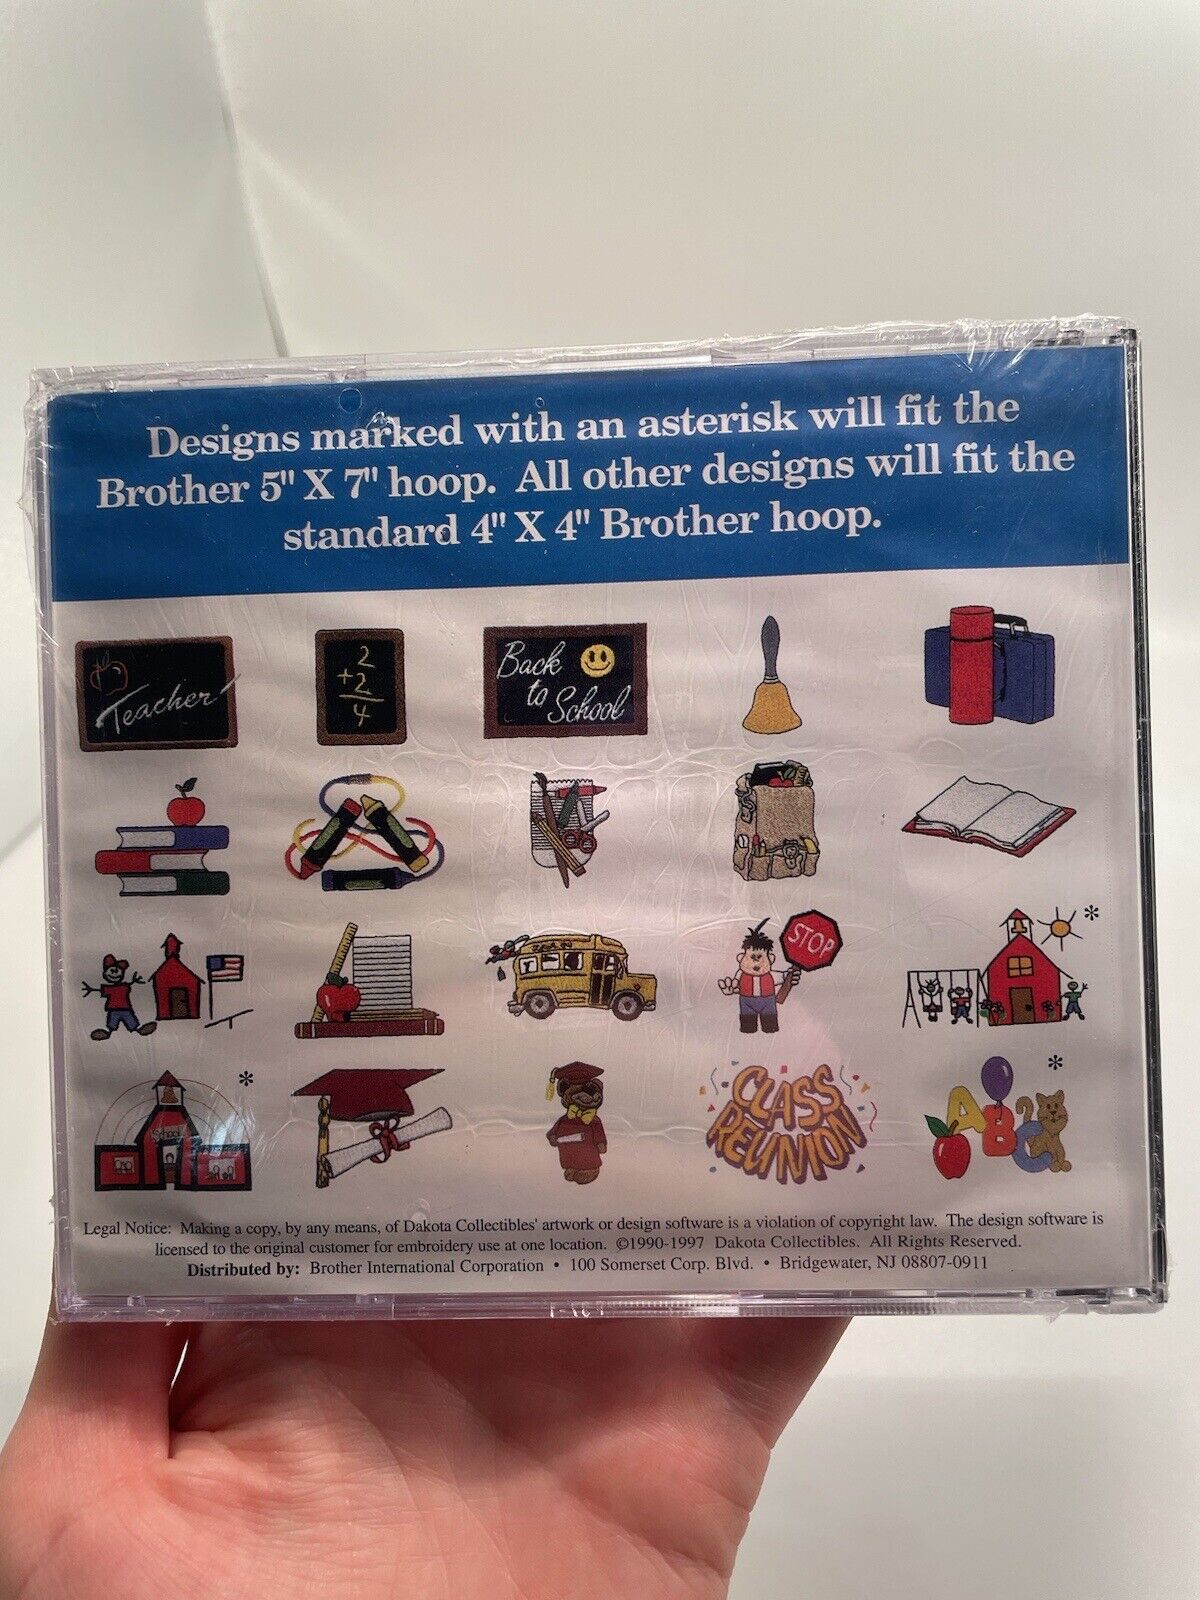 Designs marked with an asterisk will fit the
Brother 5" X 7" hoop. All other designs will fit the
standard 4" X 4" Brother hoop.
Teacher
2
+2
4
Back
to
School
STOP
*
*
School
CLASS
REUNION
*
ABC
Legal Notice: Making a copy, by any means, of Dakota Collectibles' artwork or design software is a violation of copyright law. The design software is
licensed to the original customer for embroidery use at one location. ©1990-1997 Dakota Collectibles. All Rights Reserved.
Distributed by: Brother International Corporation • 100 Somerset Corp. Blvd. • Bridgewater, NJ 08807-0911